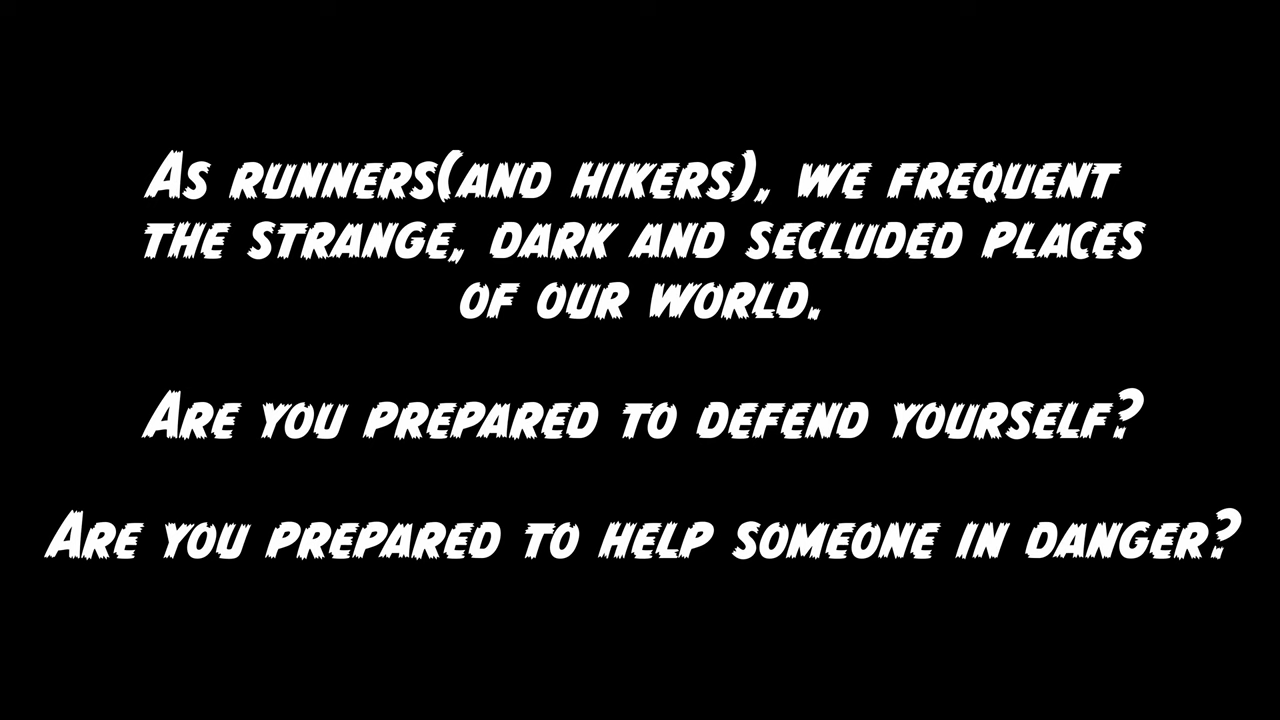 As runners(and hikers), we frequent
the strange, dark and secluded places
of our world.
Are you prepared to defend yourself?
Are you prepared to help someone in danger?